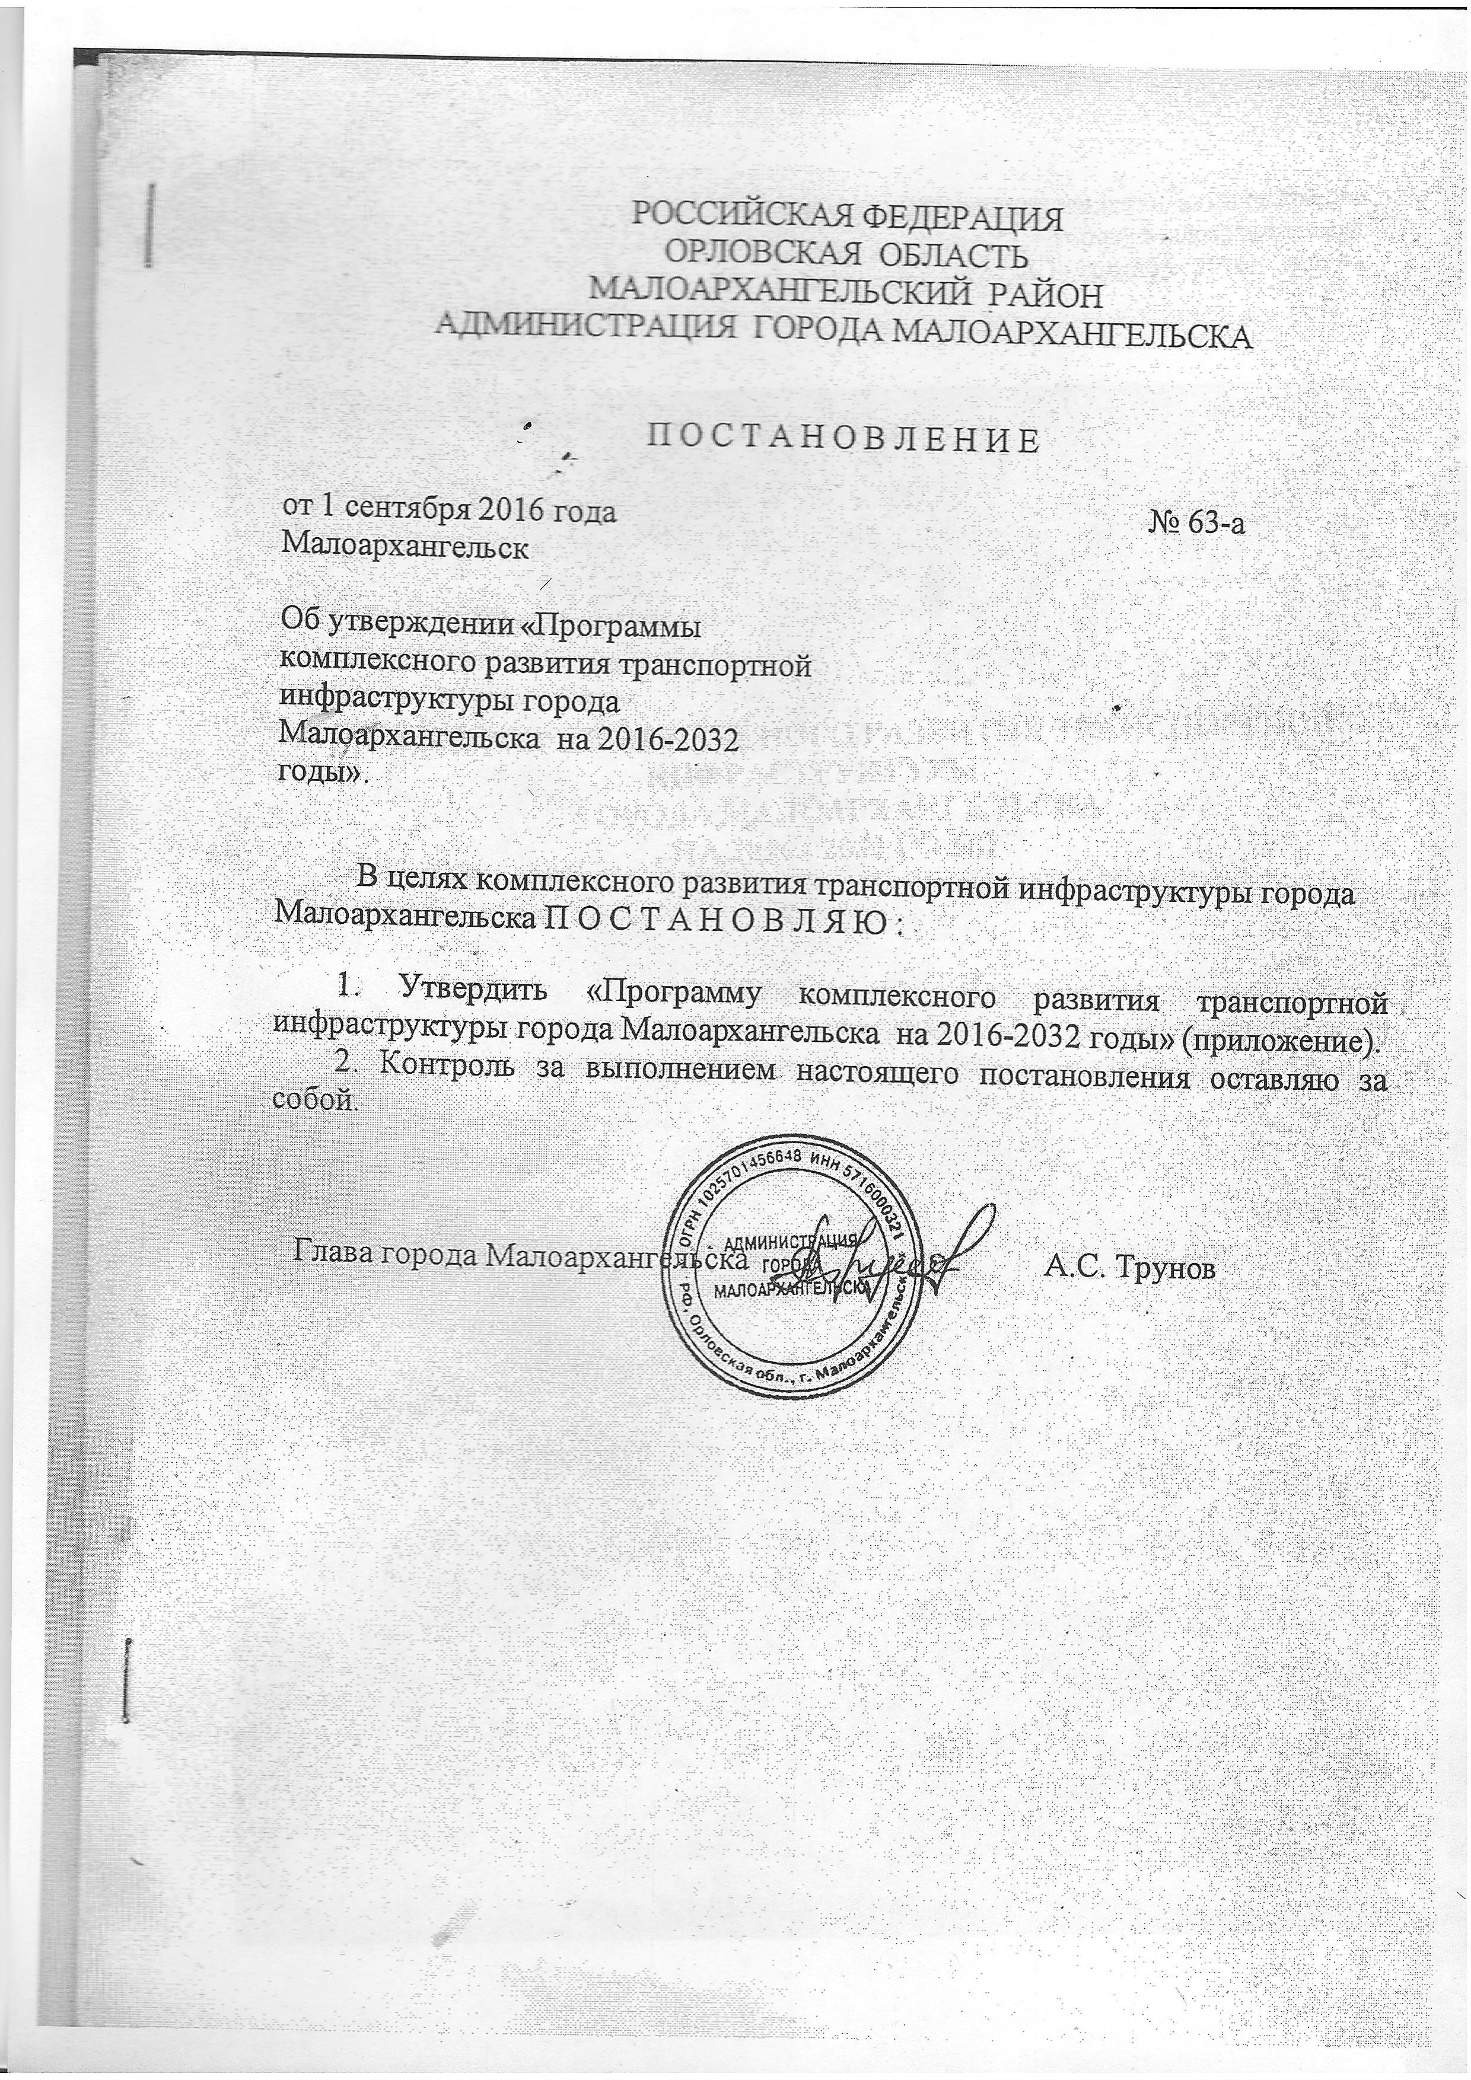 РОССИЙСКАЯ ФЕДЕРАЦИЯ
ОРЛОВСКАЯ ОБЛАСТЬ
МАЛОАРХАНГЕЛЬСКИЙ РАЙОН
АДМИНИСТРАЦИЯ ГОРОДА МАЛОАРХАНГЕЛЬСКА
П О С Т А Н О В Л Е Н И Е
от 1 сентября 2016 года № 63-а
Малоархангельск
Об утверждении «Программы
комплексного развития транспортной
инфраструктуры города
Малоархангельска на 2016-2032
годы».
В целях комплексного развития транспортной инфраструктуры города
Малоархангельска П О С Т А Н О В Л Я Ю :
1. Утвердить «Программу комплексного развития транспортной
инфраструктуры города Малоархангельска на 2016-2032 годы» (приложение).
2. Контроль за выполнением настоящего постановления оставляю за
собой.
Глава города Малоархангельска А.С. Трунов
ОГРН 1025701456648 ИНН 5716000321
АДМИНИСТРАЦИЯ
ГОРОДА
МАЛОАРХАНГЕЛЬСКА
РФ, Орловская обл., г. Малоархангельск